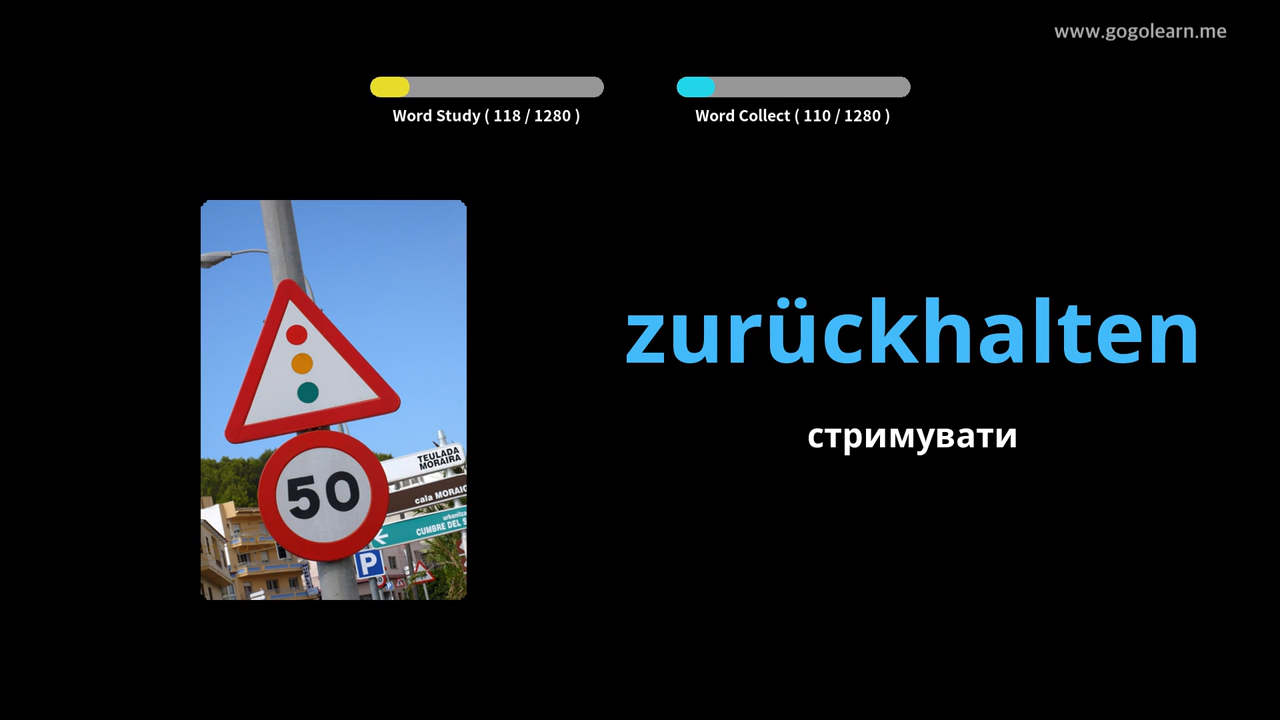 www.gogolearn.me
Word Study ( 118 / 1280 )
Word Collect ( 110 / 1280 )
zurückhalten
стримувати
50
TEULADA
MORAIRA
cala
urbanitza
CUMBRE DEL
P